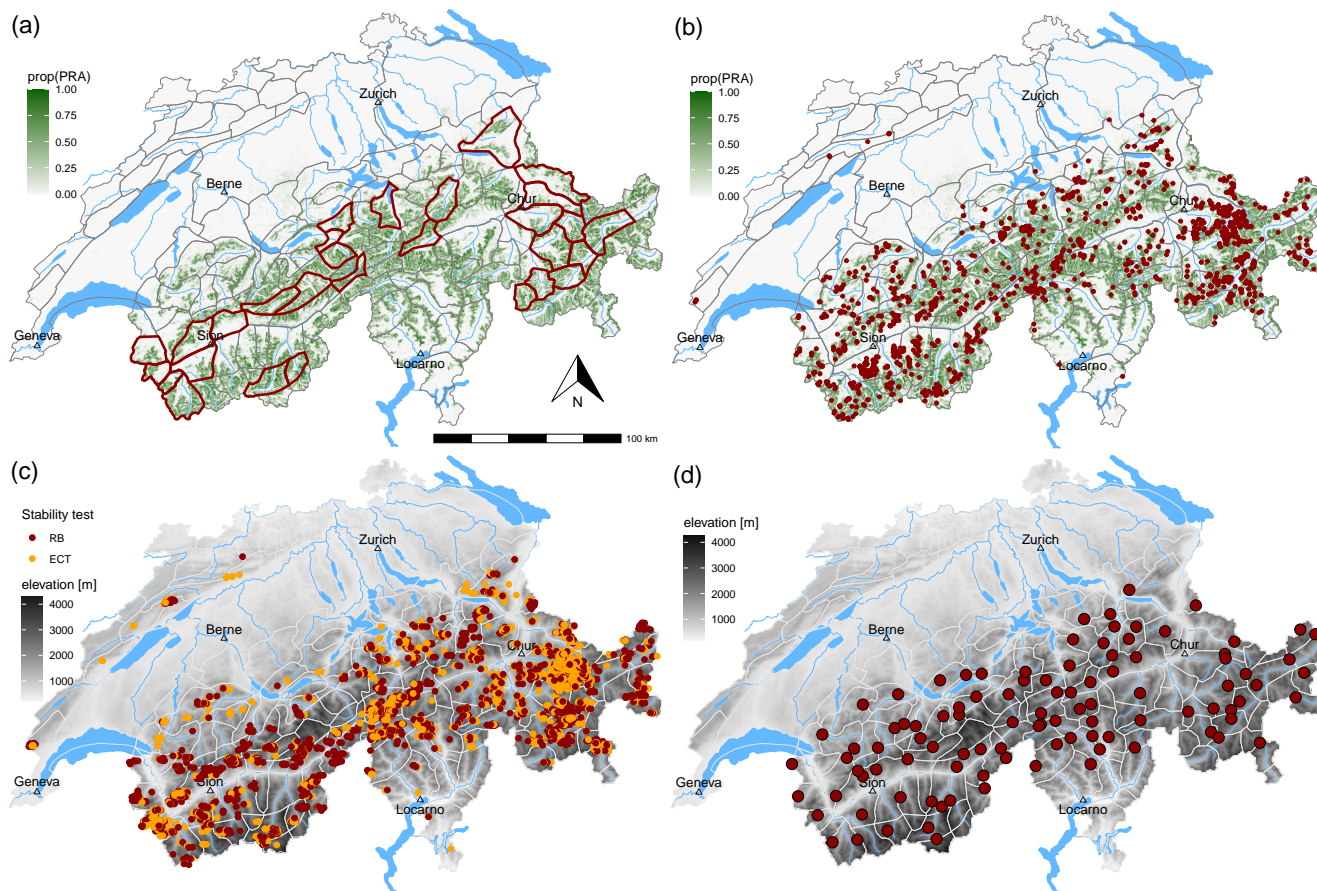 (a)
prop(PRA)
1.00
0.75
0.50
0.25
0.00
Zurich
Berne
Chur
Geneva
Sion
Locarno
N
100 km
(b)
prop(PRA)
1.00
0.75
0.50
0.25
0.00
Zurich
Berne
Chur
Geneva
Sion
Locarno
(c)
Stability test
RB
ECT
elevation [m]
4000
3000
2000
1000
Zurich
Berne
Chur
Geneva
Sion
Locarno
(d)
elevation [m]
4000
3000
2000
1000
Zurich
Berne
Chur
Geneva
Sion
Locarno